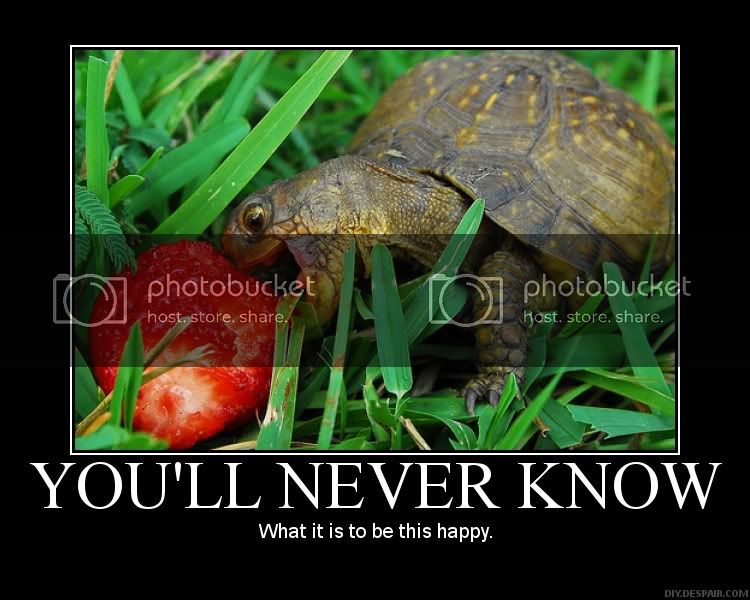 photobucket photobucket
host. store. share. host. store. share.
YOU'LL NEVER KNOW
What it is to be this happy.
DIY.DESPAIR.COM